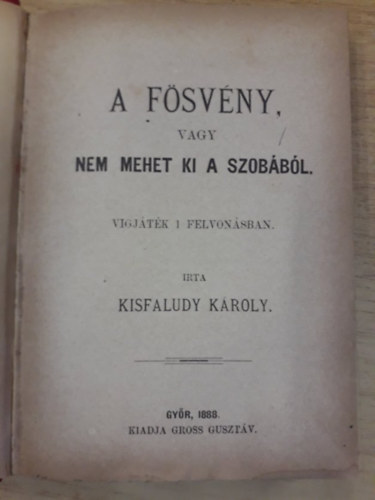 A FÖSVÉNY,
VAGY
NEM MEHET KI A SZOBÁBÓL.
VIGJÁTÉK 1 FELVONÁSBAN.
IRTA
KISFALUDY KÁROLY.
GYŐR, 1888.
KIADJA GROSS GUSZTÁV.